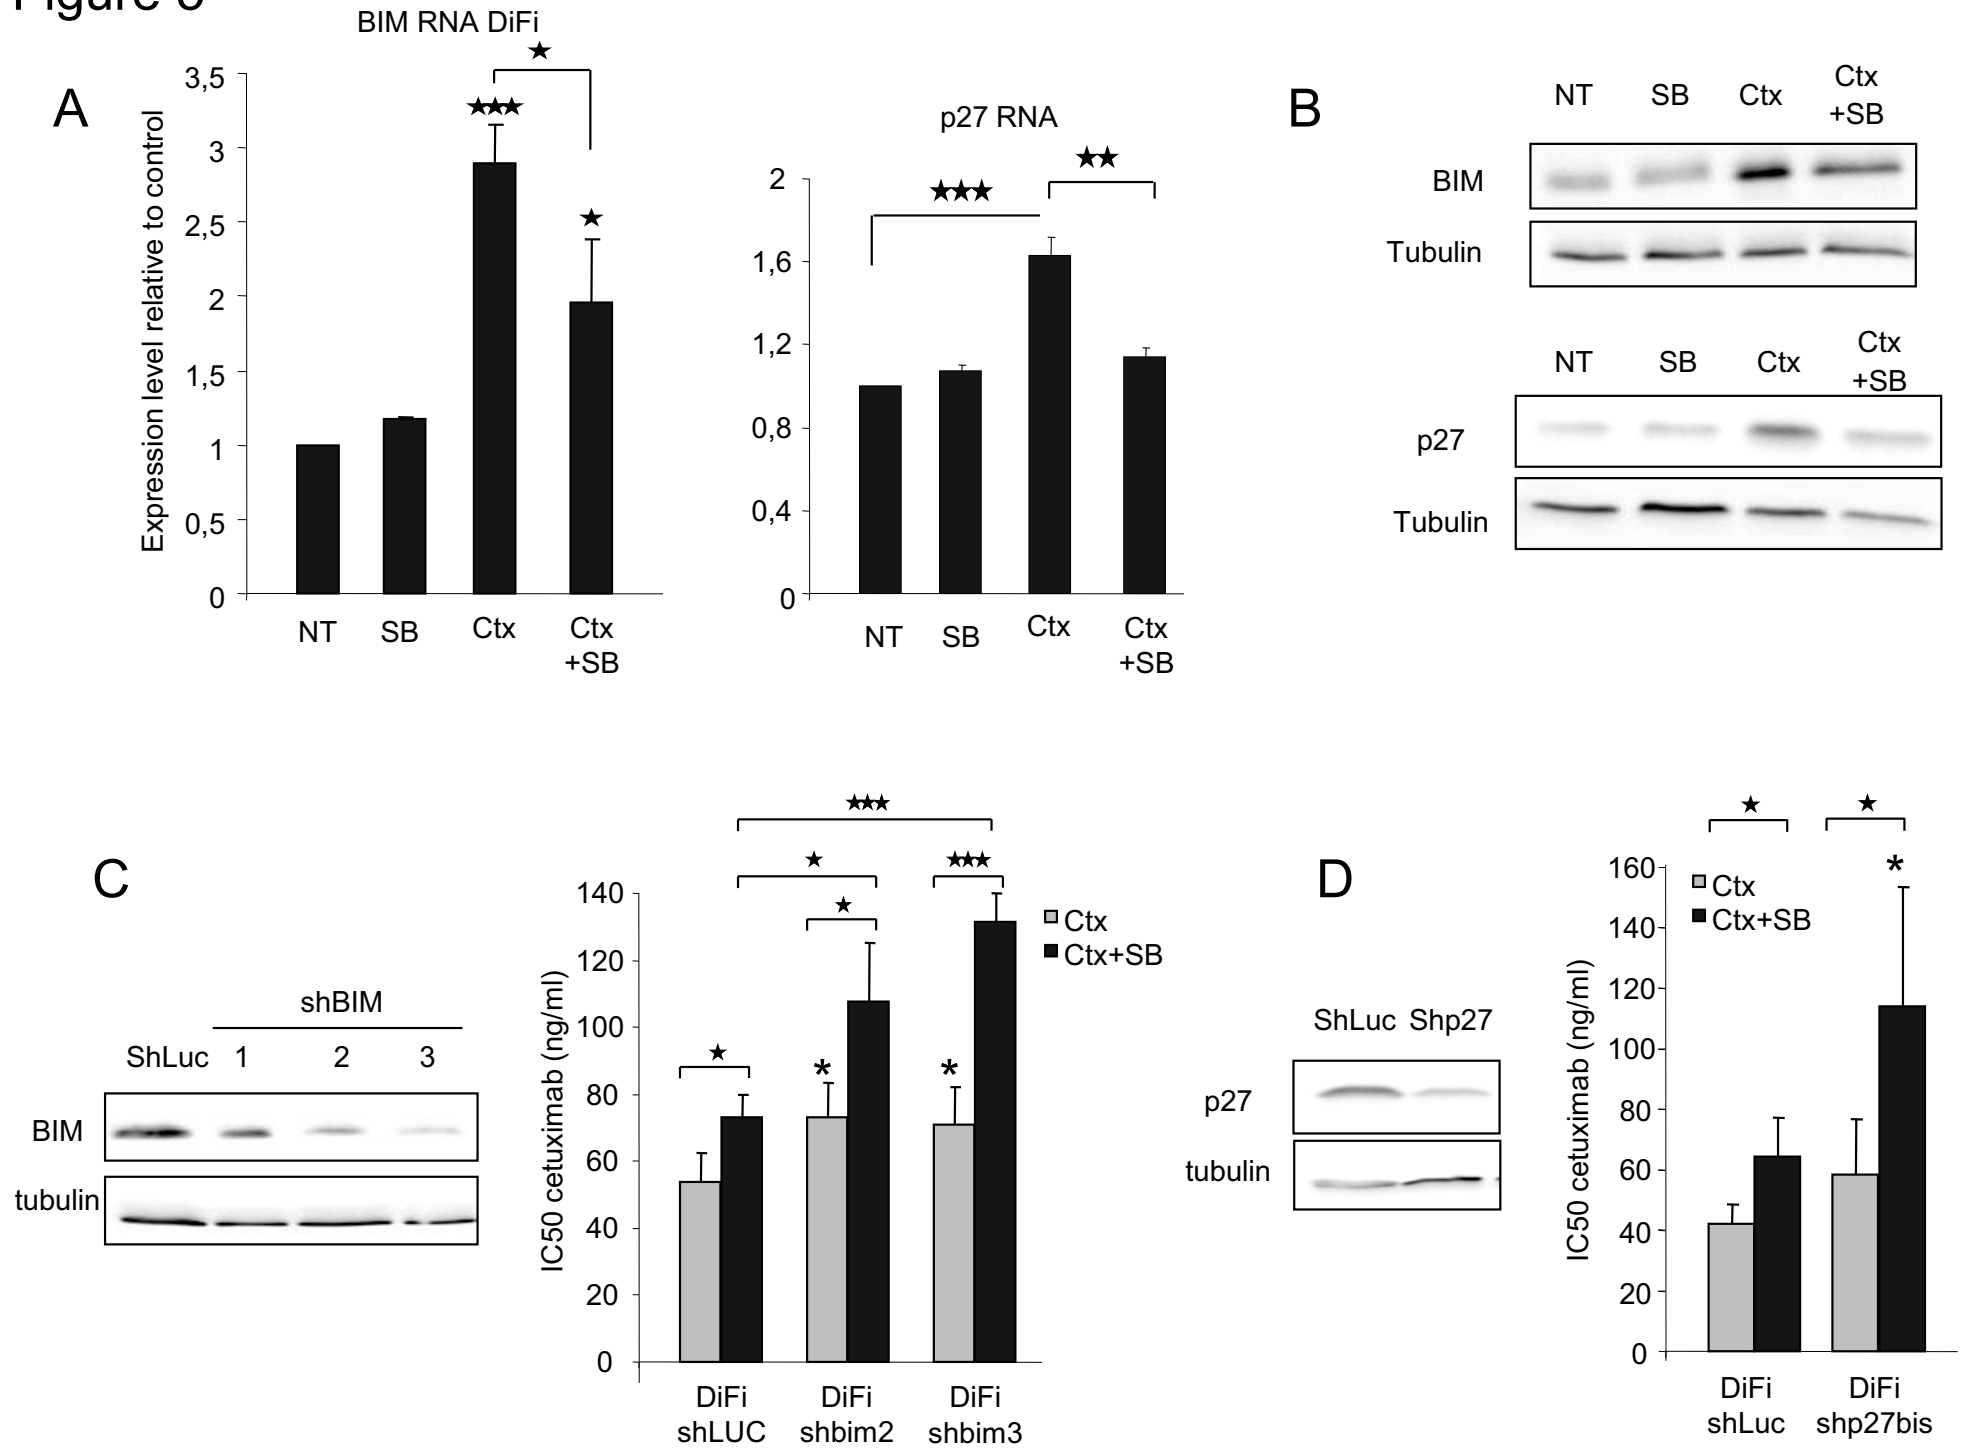 BIM RNA DiFi
A
Expression level relative to control
3,5
3
2,5
2
1,5
1
0,5
0
NT SB Ctx Ctx
+SB
p27 RNA
2
1,6
1,2
0,8
0,4
0
NT SB Ctx Ctx
+SB
B
NT SB Ctx Ctx
+SB
BIM
Tubulin
NT SB Ctx Ctx
+SB
p27
Tubulin
C
shBIM
ShLuc 1 2 3
BIM
tubulin
IC50 cetuximab (ng/ml)
140
120
100
80
60
40
20
0
* *
Ctx
Ctx+SB
DiFi DiFi DiFi
shLUC shbim2 shbim3
D
ShLuc Shp27
p27
tubulin
IC50 cetuximab (ng/ml)
160
140
120
100
80
60
40
20
0
*
Ctx
Ctx+SB
DiFi DiFi
shLuc shp27bis